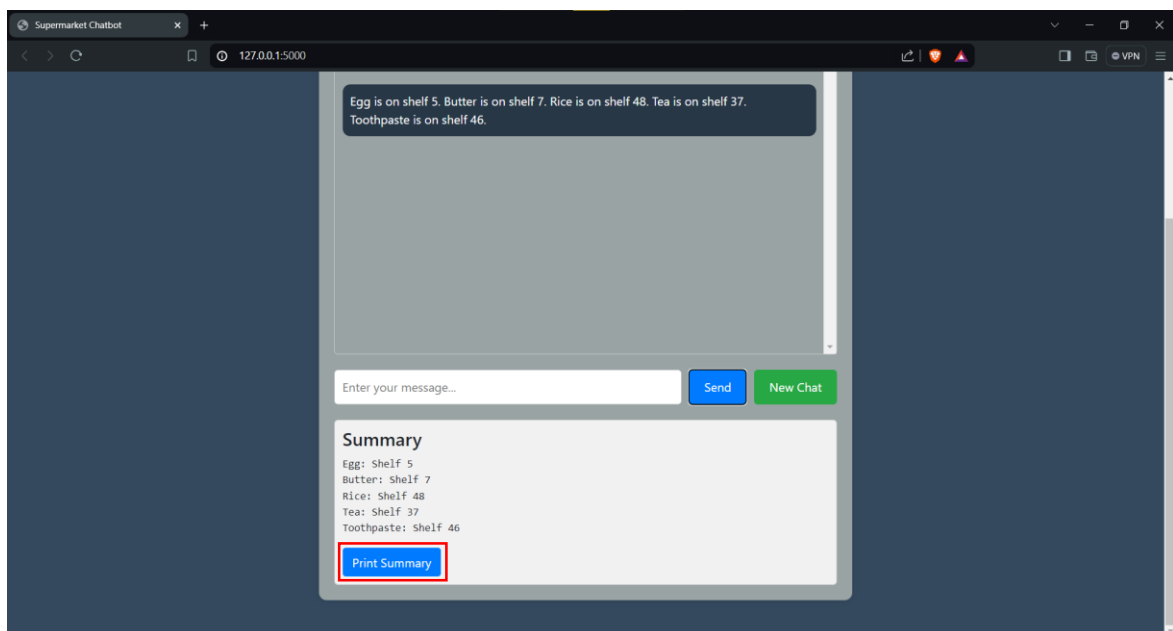 Supermarket Chatbot
127.0.0.1:5000
VPN
Egg is on shelf 5. Butter is on shelf 7. Rice is on shelf 48. Tea is on shelf 37.
Toothpaste is on shelf 46.
Enter your message...
Send
New Chat
Summary
Egg: Shelf 5
Butter: Shelf 7
Rice: Shelf 48
Tea: Shelf 37
Toothpaste: Shelf 46
Print Summary